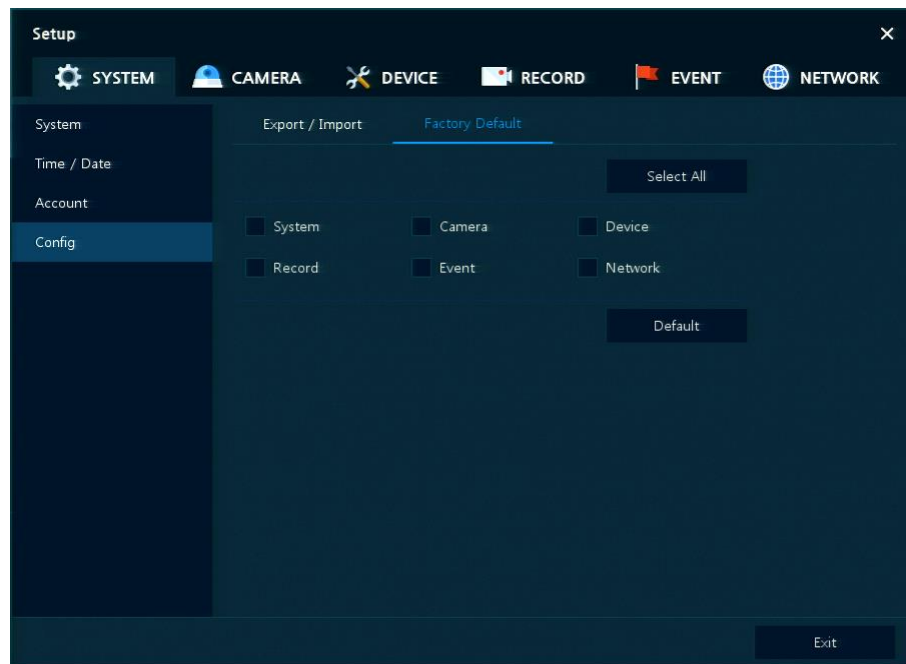 Setup
SYSTEM CAMERA DEVICE RECORD EVENT NETWORK
System
Time / Date
Account
Config
Export / Import Factory Default
Select All
System Camera Device
Record Event Network
Default
Exit